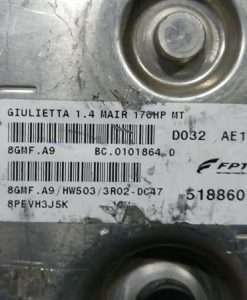 GIULIETTA 1.4 MAIR 170HP MT
D032 AE1
8GMF.A9 BC.0101864.D
FPT
8GMF.A9/HW503/3R02-DC47
518860
8PEVH3J5K